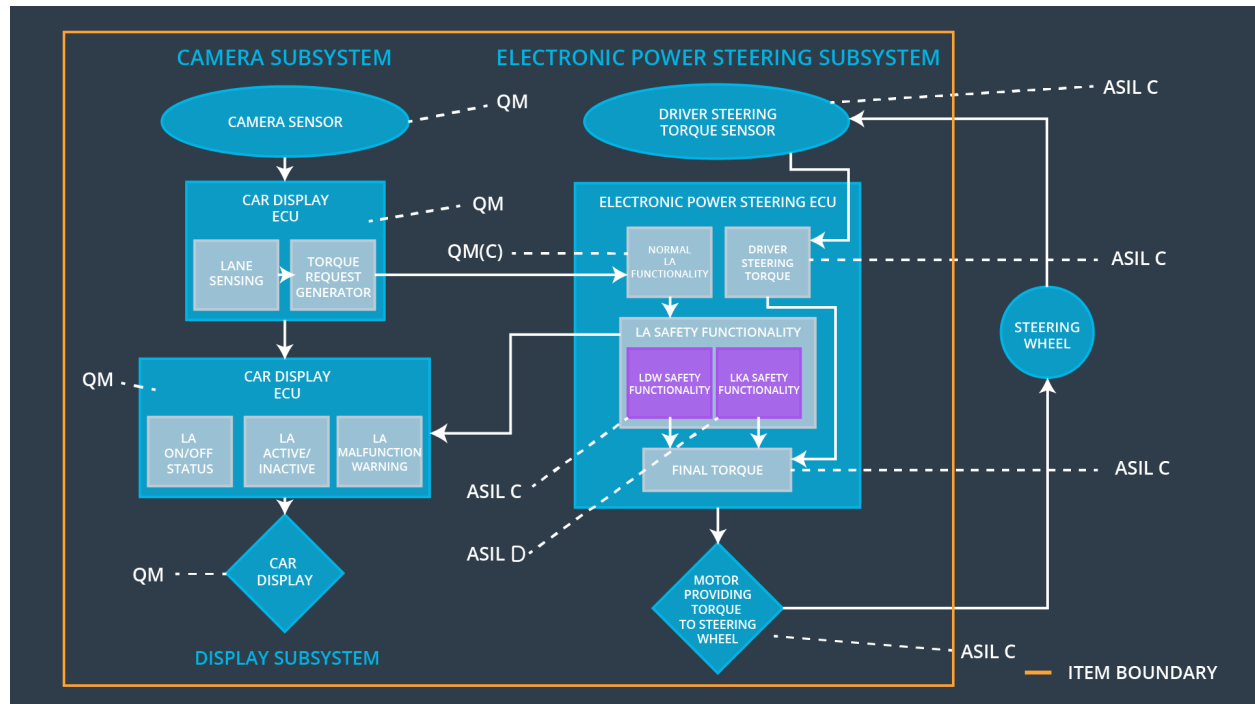 CAMERA SUBSYSTEM
ELECTRONIC POWER STEERING SUBSYSTEM
CAMERA SENSOR
QM
DRIVER STEERING
TORQUE SENSOR
ASIL C
CAR DISPLAY
ECU
QM
LANE
SENSING
TORQUE
REQUEST
GENERATOR
ELECTRONIC POWER STEERING ECU
QM(C)
NORMAL
LA
FUNCTIONALITY
DRIVER
STEERING
TORQUE
ASIL C
STEERING
WHEEL
LA SAFETY FUNCTIONALITY
LDW SAFETY
FUNCTIONALITY
LKA SAFETY
FUNCTIONALITY
QM
CAR DISPLAY
ECU
LA
ON/OFF
STATUS
LA
ACTIVE/
INACTIVE
LA
MALFUNCTION
WARNING
FINAL TORQUE
ASIL C
ASIL C
ASIL D
QM
CAR
DISPLAY
MOTOR
PROVIDING
TORQUE
TO STEERING
WHEEL
ASIL C
DISPLAY SUBSYSTEM
ITEM BOUNDARY